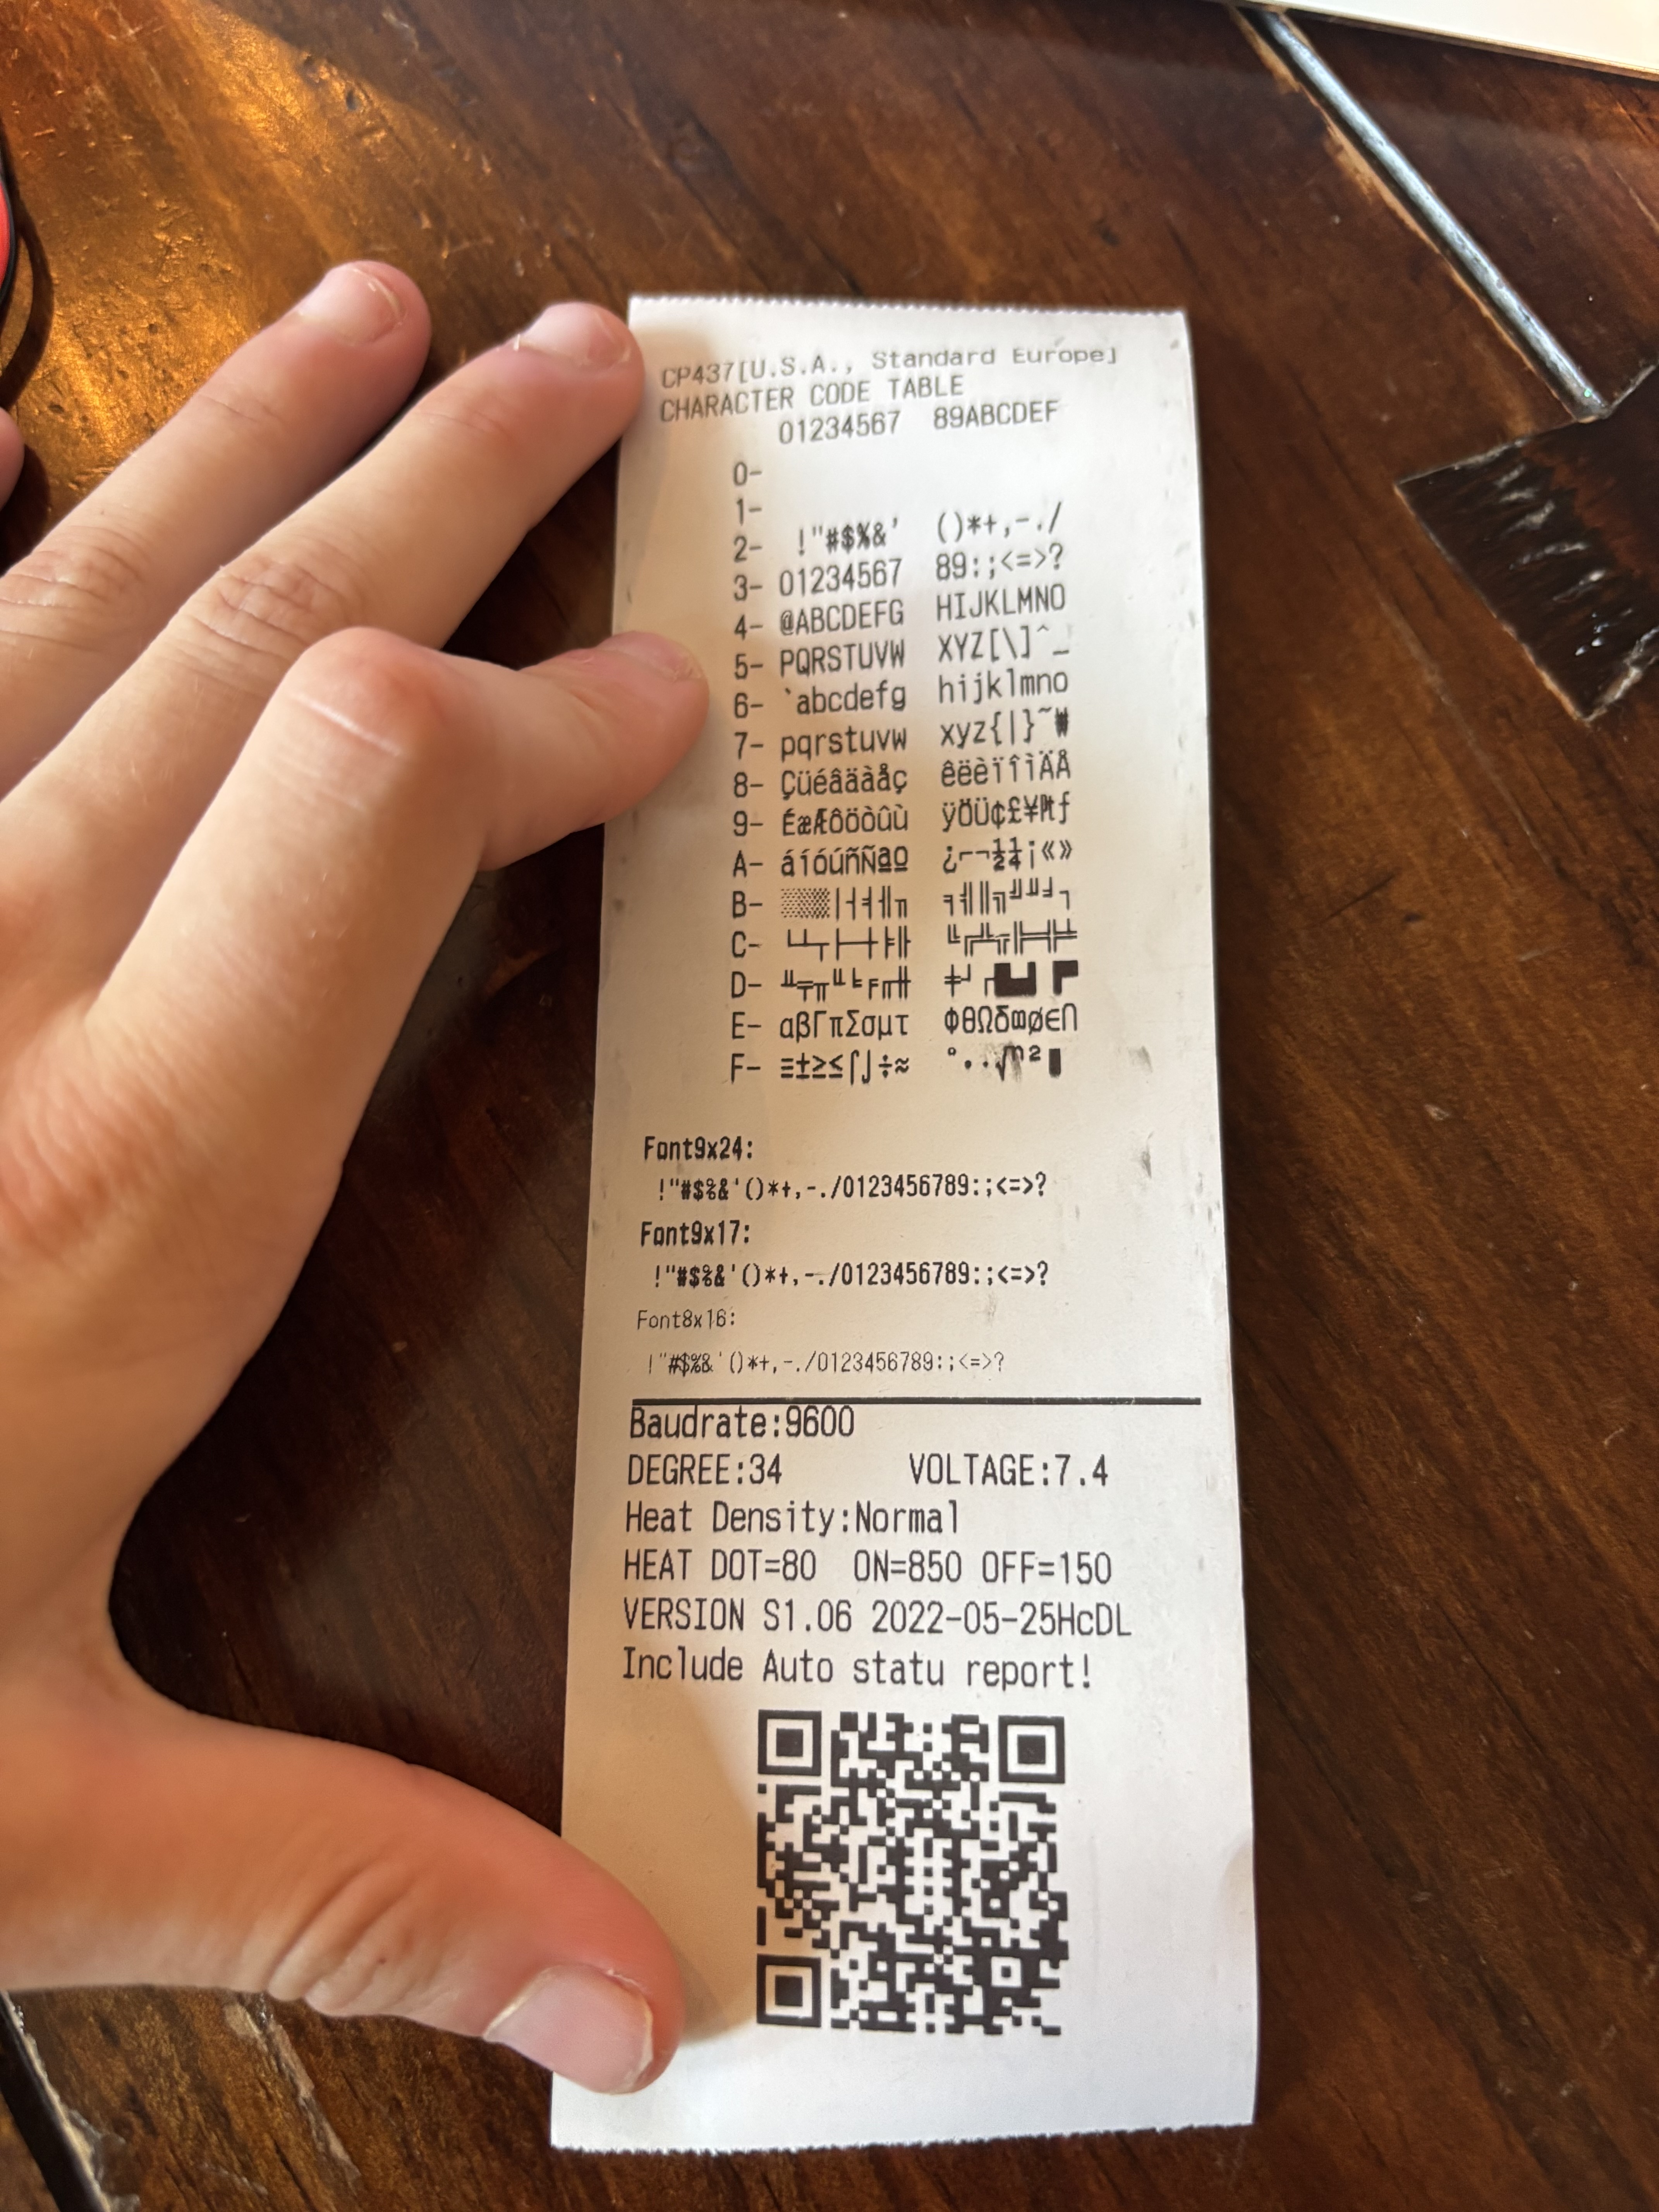 CP437[U.S.A., Standard Europe]
CHARACTER CODE TABLE
01234567 89ABCDEF
0-
1-
2- !"#$%&' ()*+,-./
3- 01234567 89:;<=>?
4- @ABCDEFG HIJKLMNO
5- PQRSTUVW XYZ[\]^_
6- `abcdefg hijklmno
7- pqrstuvw xyz{|}~
8- Çüéâäàåç êëèïîìÄÅ
9- ÉæÆôöòûù ÿÖÜ¢£¥₧ƒ
A- áíóúñÑªº ¿⌐¬½¼¡«»
B- ░▒▓│┤╡╢╖ ╕╣║╗╝╜╛┐
C- └┴┬├─┼╞╟ ╚╔╩╦╠═╬╧
D- ╨╤╥╙╘╒╓╫ ╪┘┌█▄▌▐▀
E- αβΓπΣσµτ ΦθΩδ∞ø∈∩
F- ≡±≥≤⌠⌡÷≈ °∙·√ⁿ²■
Font9x24:
!"#$%&'()*+,-./0123456789:;<=>?
Font9x17:
!"#$%&'()*+,-./0123456789:;<=>?
Font8x16:
!"#$%&'()*+,-./0123456789:;<=>?
Baudrate:9600
DEGREE:34 VOLTAGE:7.4
Heat Density:Normal
HEAT DOT=80 ON=850 OFF=150
VERSION S1.06 2022-05-25HcDL
Include Auto statu report!